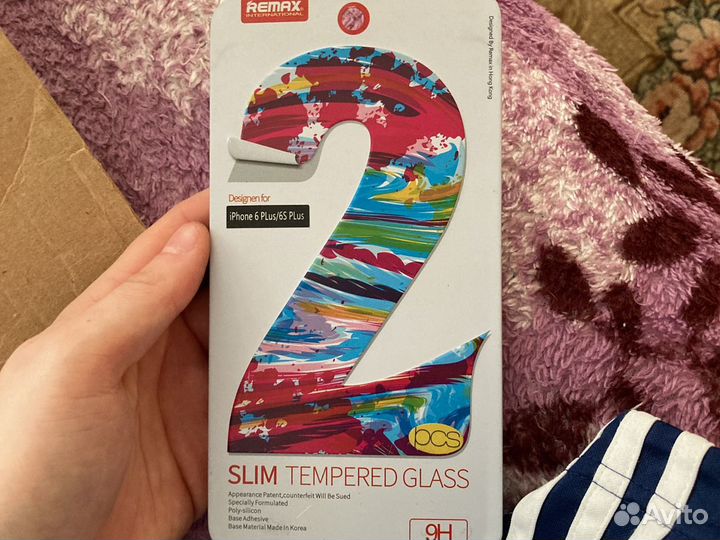 REMAX
INTERNATIONAL
Designed By Remax in Hong Kong
2
Designen for
iPhone 6 PLus/6S PLus
pcs
SLIM TEMPERED GLASS
Appearance Patent,counterfeit Will Be Sued
Specially Formulated
Poly-silicon
Base Adhesive
Base Material Made In Korea
9H
Avito